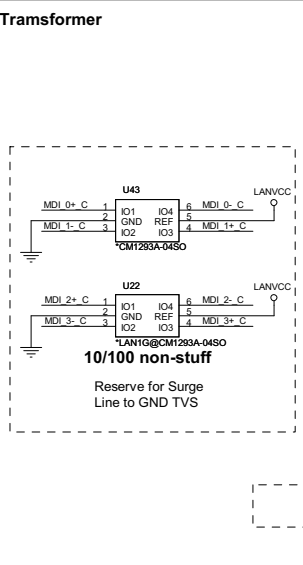 Tramsformer
U43
LANVCC
MDI_0+_C 1 IO1 IO4 6 MDI_0-_C
2 GND REF 5
MDI_1-_C 3 IO2 IO3 4 MDI_1+_C
*CM1293A-04SO
U22
LANVCC
MDI_2+_C 1 IO1 IO4 6 MDI_2-_C
2 GND REF 5
MDI_3-_C 3 IO2 IO3 4 MDI_3+_C
*LAN1G@CM1293A-04SO
10/100 non-stuff
Reserve for Surge
Line to GND TVS